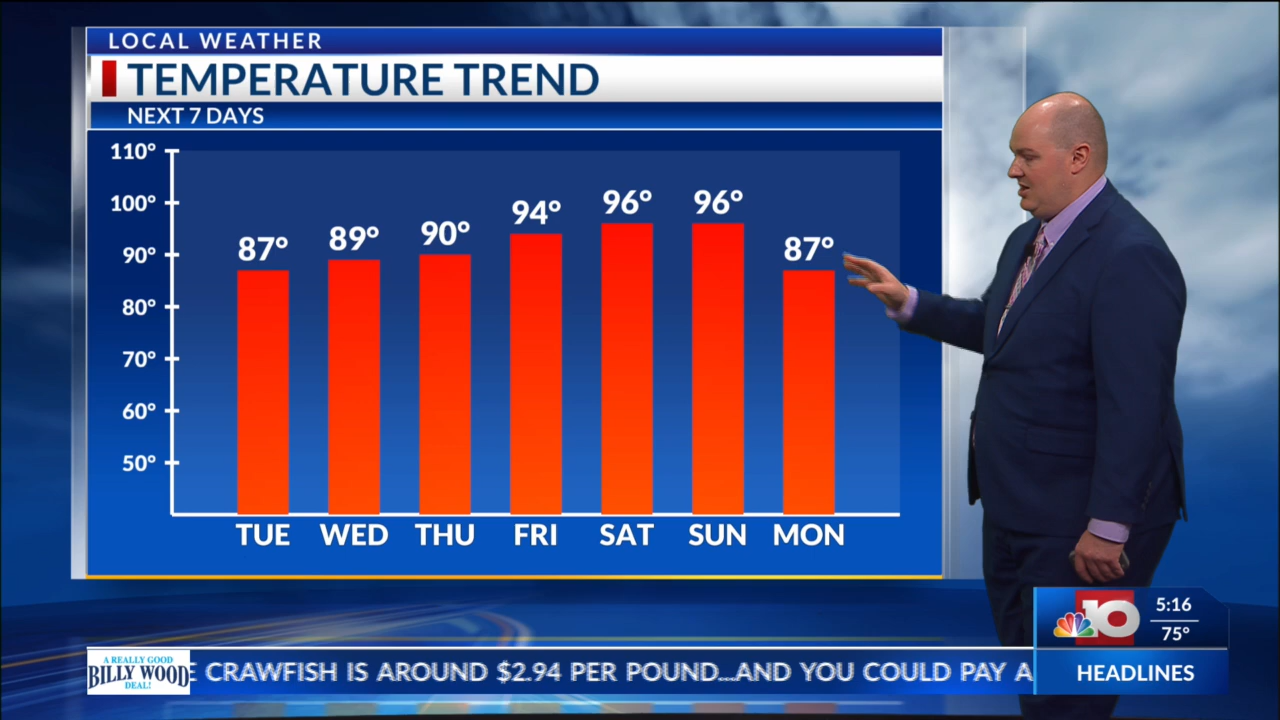 LOCAL WEATHER
TEMPERATURE TREND
NEXT 7 DAYS
110°
100°
90°
80°
70°
60°
50°
87° 89° 90° 94° 96° 96° 87°
TUE WED THU FRI SAT SUN MON
10
5:16
75°
HEADLINES
A REALLY GOOD
BILLY WOOD
DEAL!
CRAWFISH IS AROUND $2.94 PER POUND...AND YOU COULD PAY A